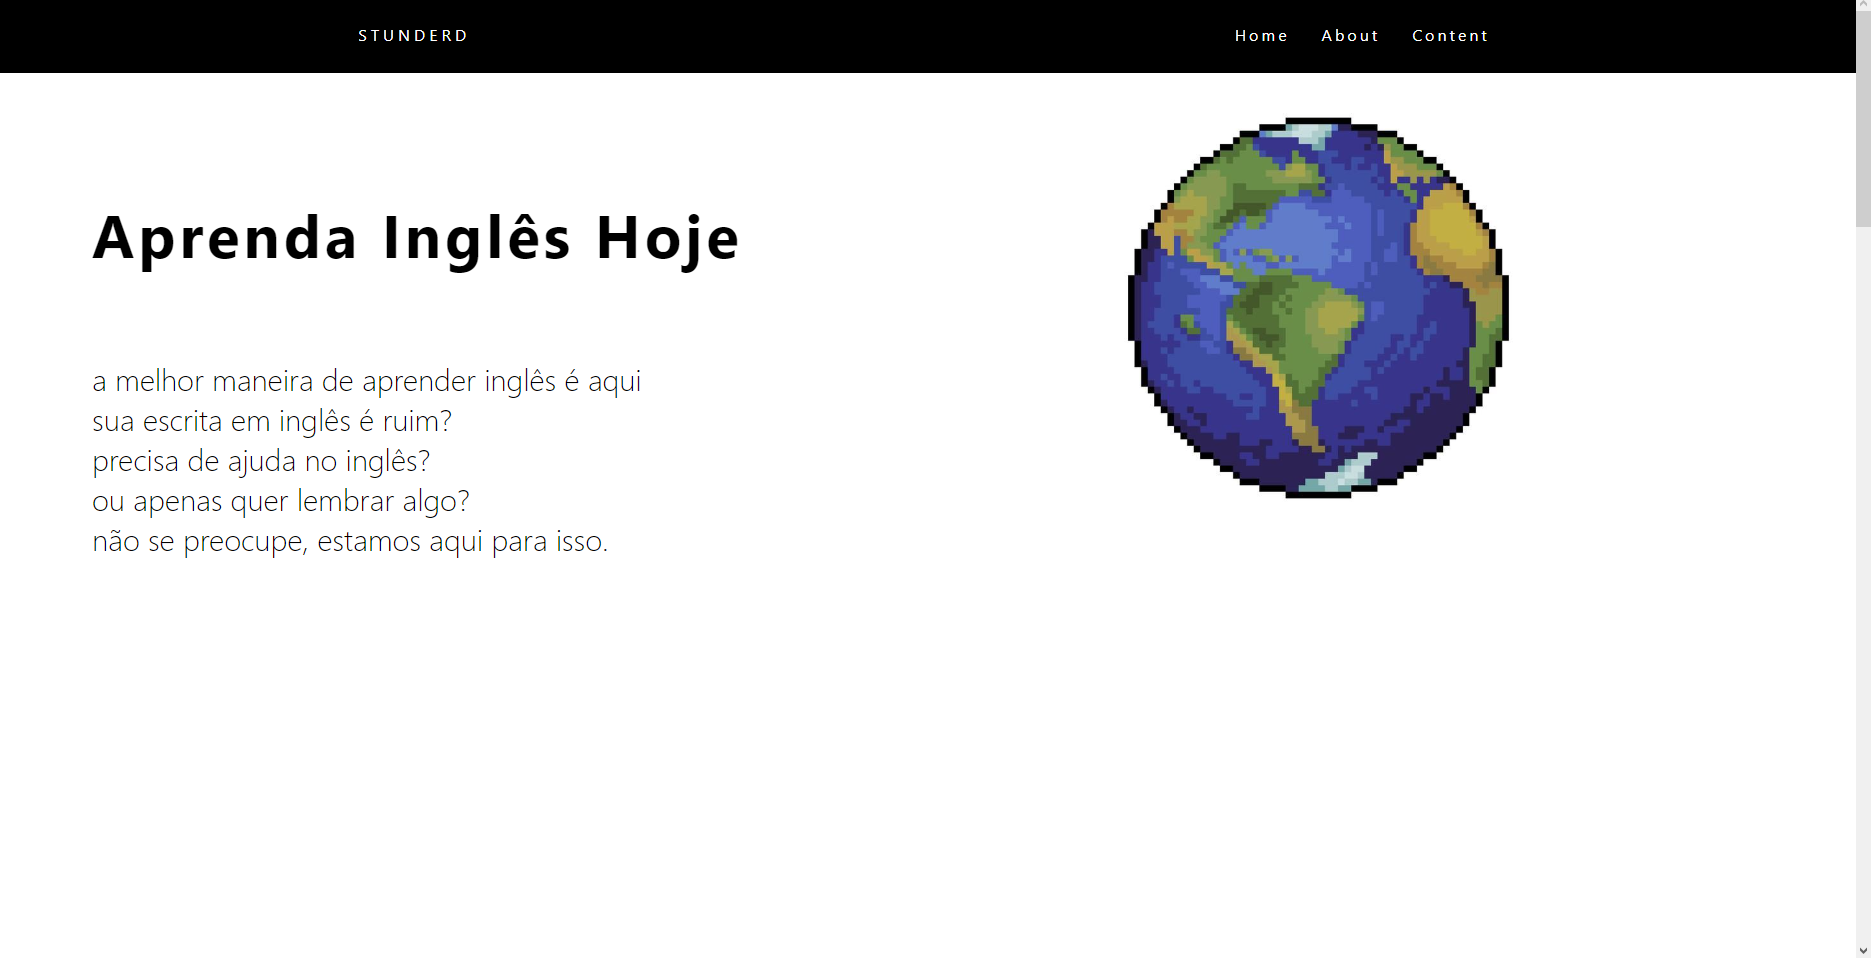 STUNDERD
Home About Content
Aprenda Inglês Hoje
a melhor maneira de aprender inglês é aqui
sua escrita em inglês é ruim?
precisa de ajuda no inglês?
ou apenas quer lembrar algo?
não se preocupe, estamos aqui para isso.